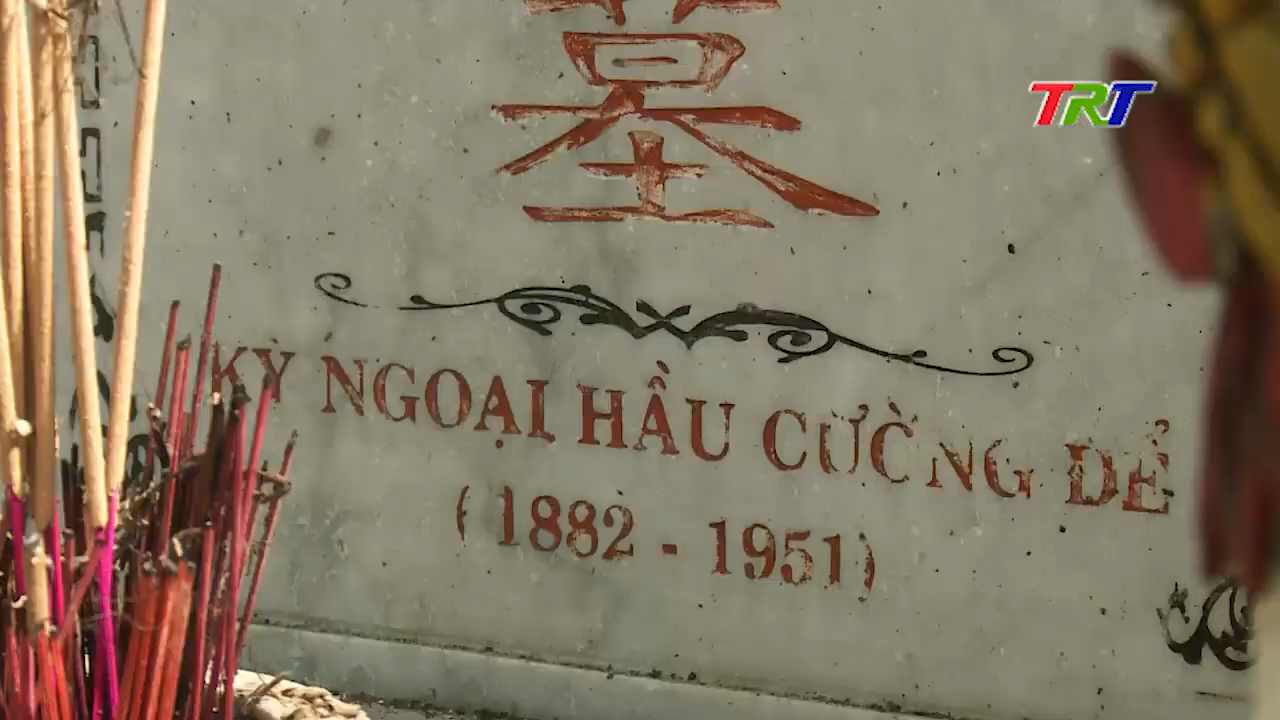 TRT
墓
KỲ NGOẠI HẦU CƯỜNG ĐỂ
( 1882 - 1951)